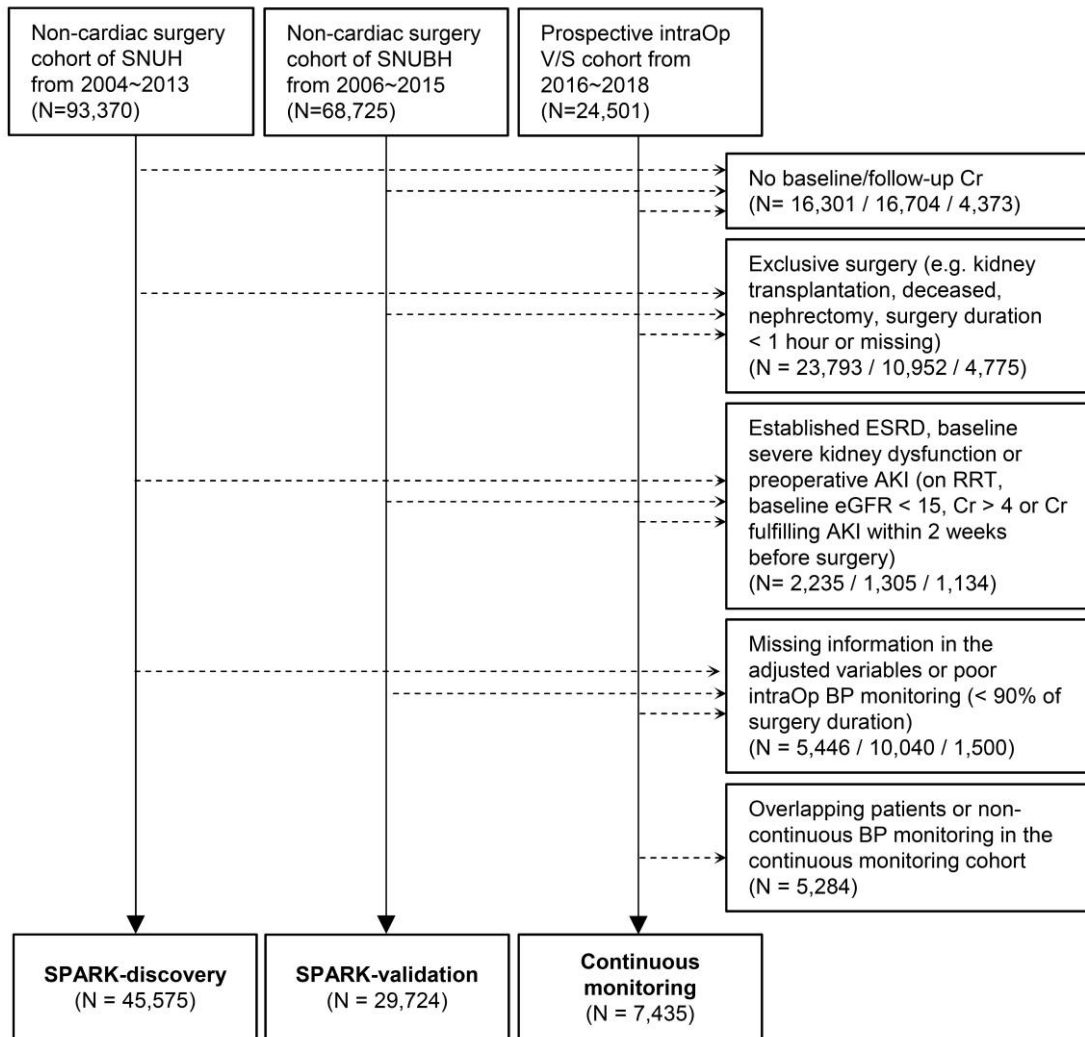 Non-cardiac surgery
cohort of SNUH
from 2004~2013
(N=93,370)
Non-cardiac surgery
cohort of SNUBH
from 2006~2015
(N=68,725)
Prospective intraOp
V/S cohort from
2016~2018
(N=24,501)
No baseline/follow-up Cr
(N= 16,301 / 16,704 / 4,373)
Exclusive surgery (e.g. kidney
transplantation, deceased,
nephrectomy, surgery duration
< 1 hour or missing)
(N = 23,793 / 10,952 / 4,775)
Established ESRD, baseline
severe kidney dysfunction or
preoperative AKI (on RRT,
baseline eGFR < 15, Cr > 4 or Cr
fulfilling AKI within 2 weeks
before surgery)
(N= 2,235 / 1,305 / 1,134)
Missing information in the
adjusted variables or poor
intraOp BP monitoring (< 90% of
surgery duration)
(N = 5,446 / 10,040 / 1,500)
Overlapping patients or non-
continuous BP monitoring in the
continuous monitoring cohort
(N = 5,284)
SPARK-discovery
(N = 45,575)
SPARK-validation
(N = 29,724)
Continuous
monitoring
(N = 7,435)